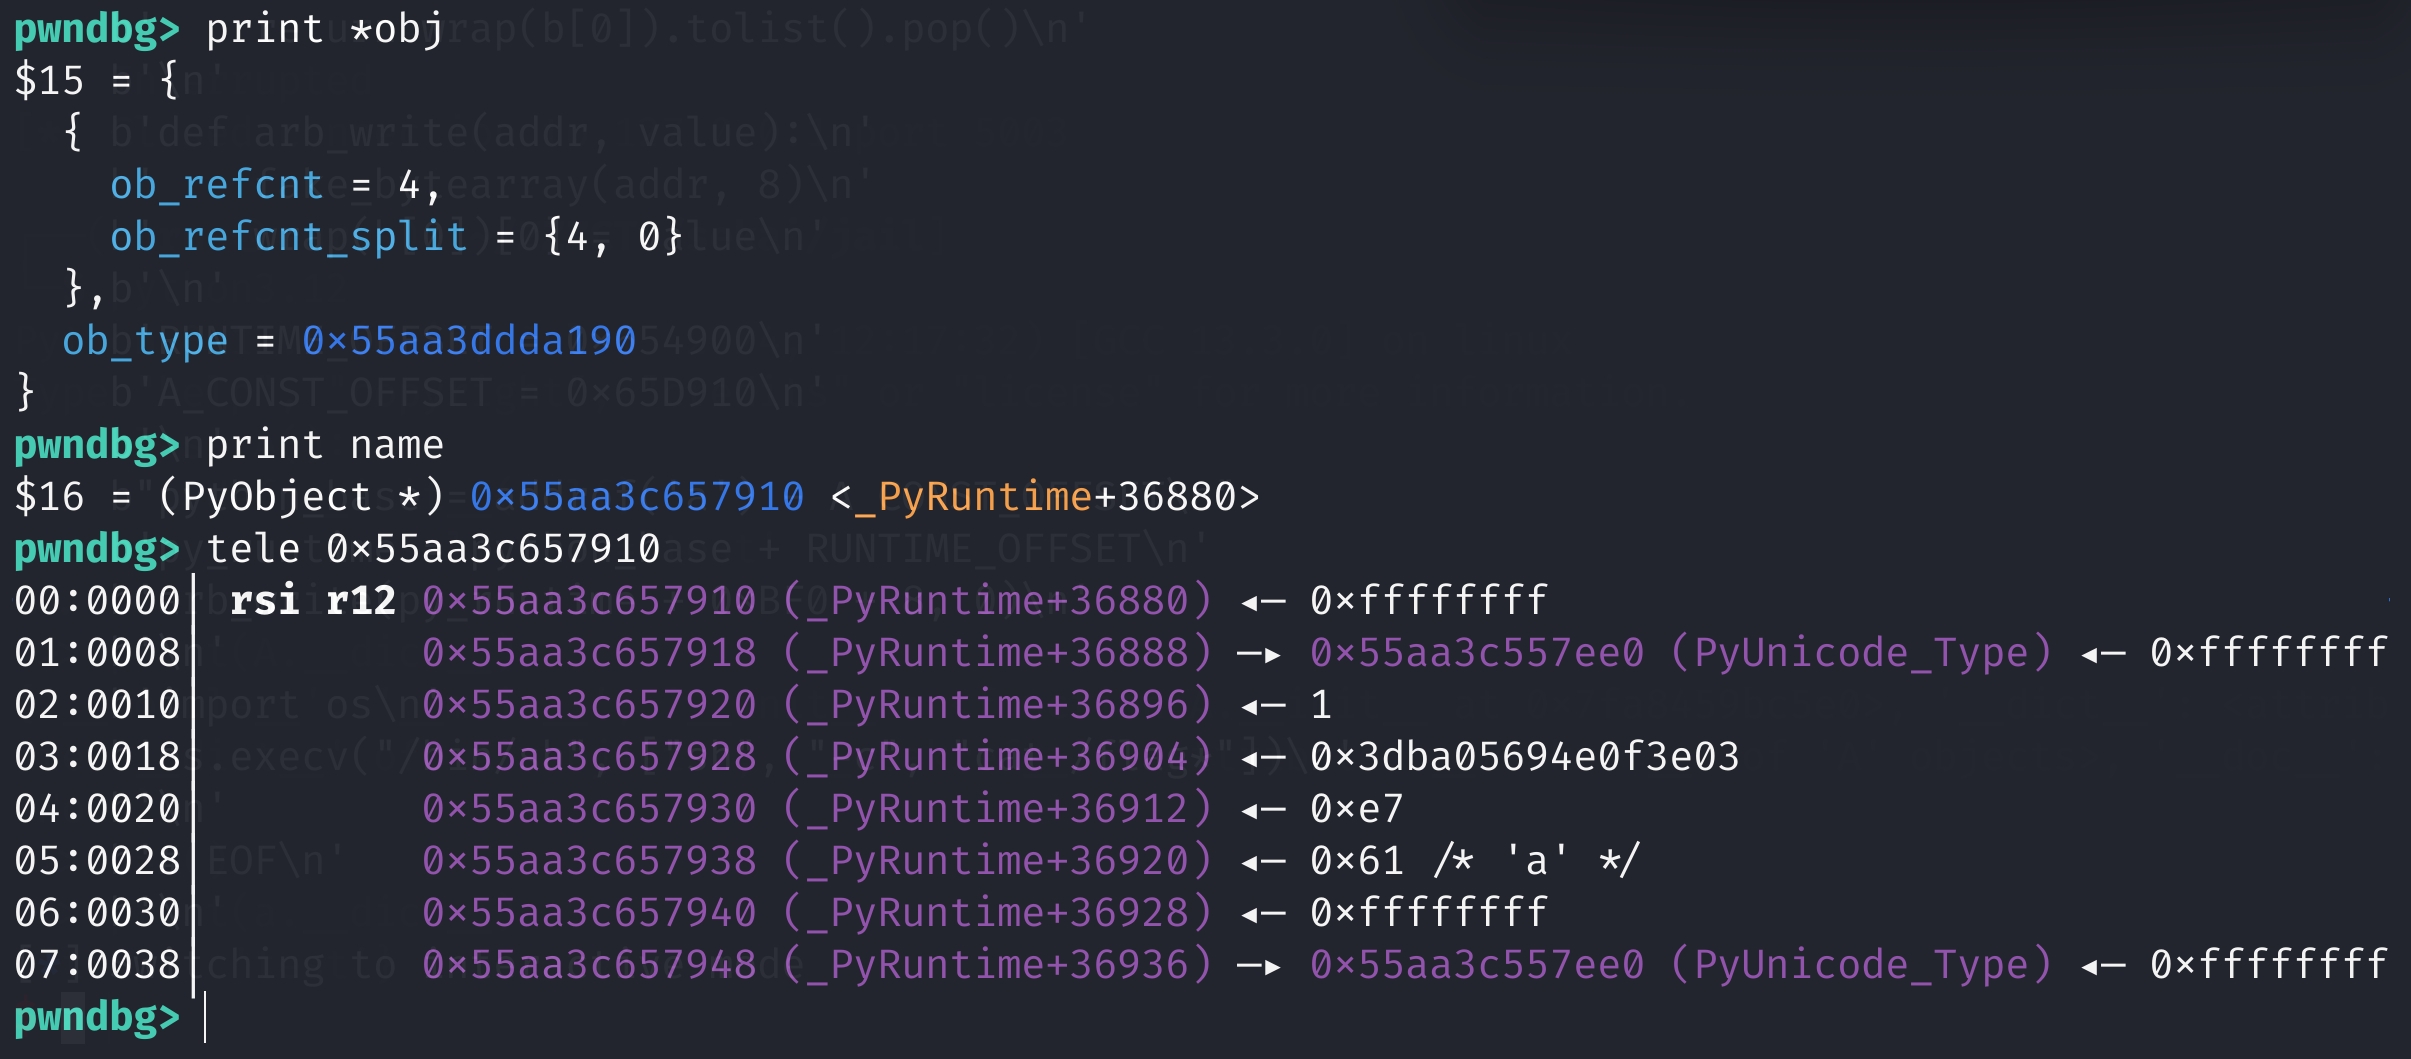 pwndbg> print *obj
$15 = {
  {
    ob_refcnt = 4,
    ob_refcnt_split = {4, 0}
  },
  ob_type = 0x55aa3ddda190
}
pwndbg> print name
$16 = (PyObject *) 0x55aa3c657910 <_PyRuntime+36880>
pwndbg> tele 0x55aa3c657910
00:0000│ rsi r12 0x55aa3c657910 (_PyRuntime+36880) ◂— 0xffffffff
01:0008│         0x55aa3c657918 (_PyRuntime+36888) —▸ 0x55aa3c557ee0 (PyUnicode_Type) ◂— 0xffffffff
02:0010│         0x55aa3c657920 (_PyRuntime+36896) ◂— 1
03:0018│         0x55aa3c657928 (_PyRuntime+36904) ◂— 0x3dba05694e0f3e03
04:0020│         0x55aa3c657930 (_PyRuntime+36912) ◂— 0xe7
05:0028│         0x55aa3c657938 (_PyRuntime+36920) ◂— 0x61 /* 'a' */
06:0030│         0x55aa3c657940 (_PyRuntime+36928) ◂— 0xffffffff
07:0038│         0x55aa3c657948 (_PyRuntime+36936) —▸ 0x55aa3c557ee0 (PyUnicode_Type) ◂— 0xffffffff
pwndbg>